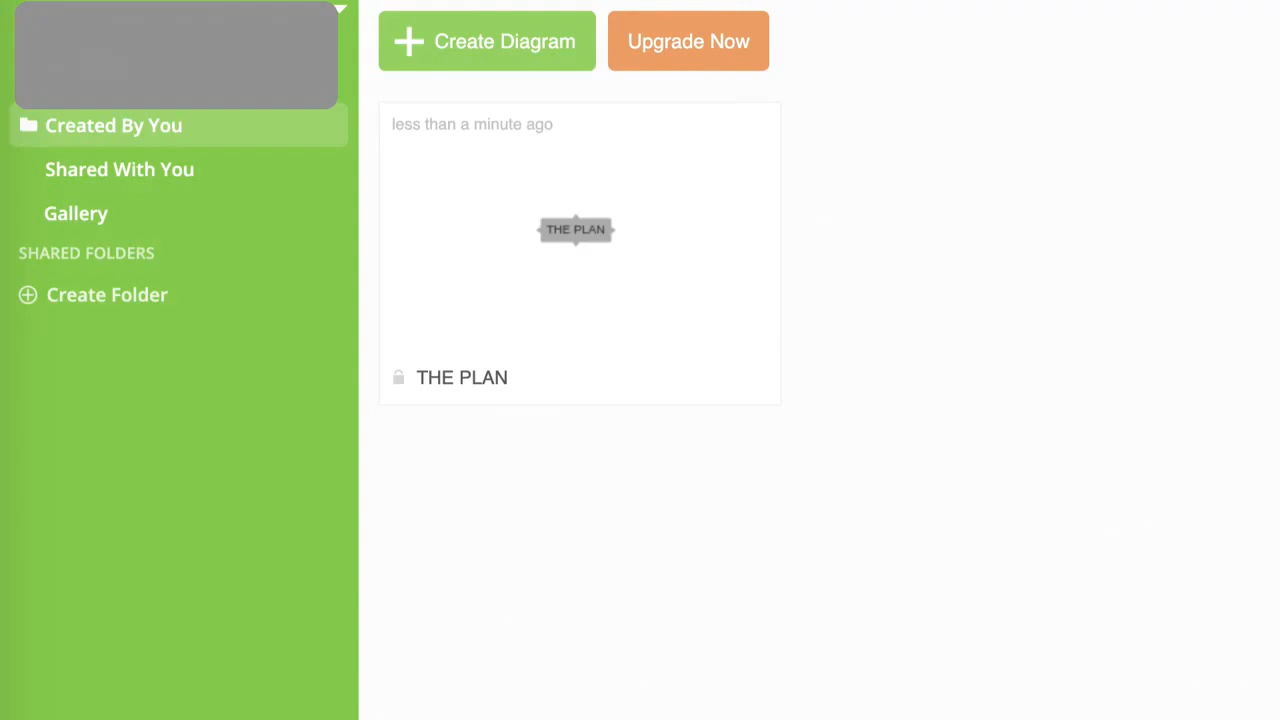 Created By You
Shared With You
Gallery
SHARED FOLDERS
Create Folder
Create Diagram
Upgrade Now
less than a minute ago
THE PLAN
THE PLAN